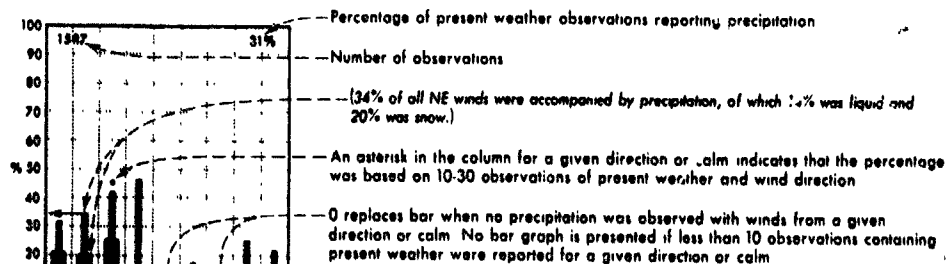 Percentage of present weather observations reporting precipitation
100 1587 31%
90 Number of observations
80
70 (34% of all NE winds were accompanied by precipitation, of which 14% was liquid and
20% was snow.)
60
% 50 An asterisk in the column for a given direction or calm indicates that the percentage
was based on 10-30 observations of present weather and wind direction
40
30 0 replaces bar when no precipitation was observed with winds from a given
direction or calm No bar graph is presented if less than 10 observations containing
20 present weather were reported for a given direction or calm